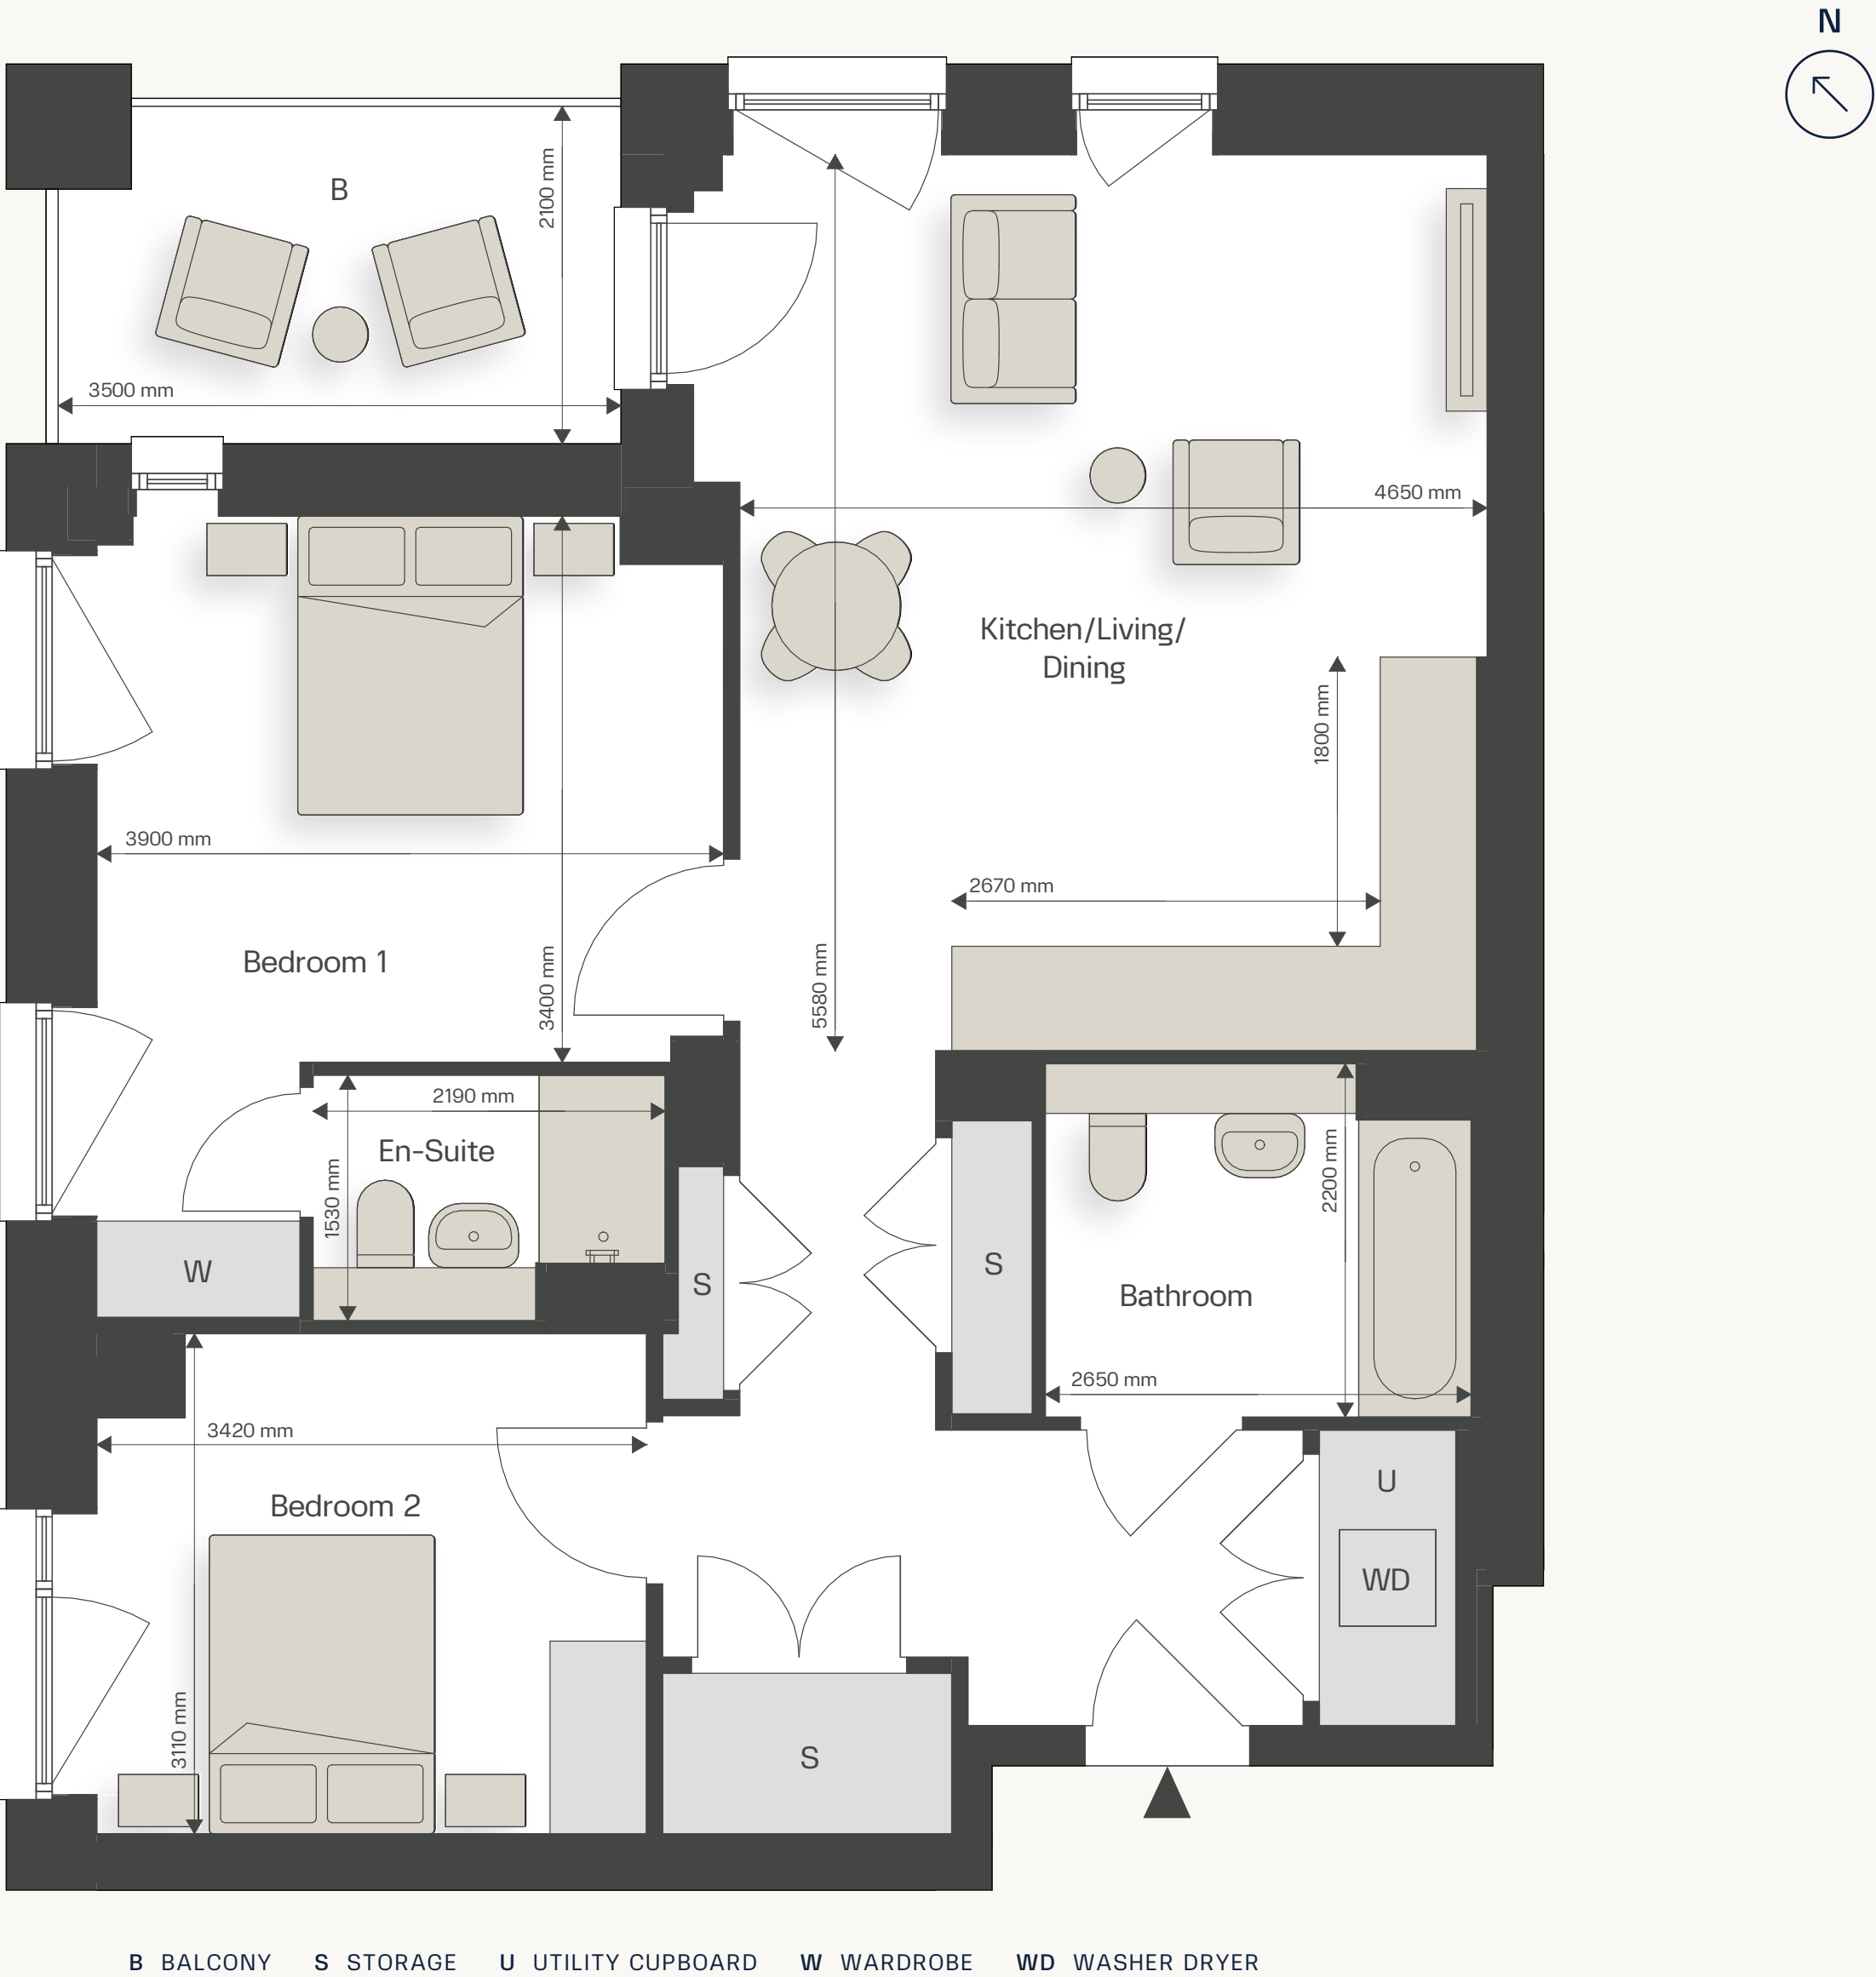 N
B
2100 mm
3500 mm
4650 mm
Kitchen/Living/
Dining
1800 mm
3900 mm
2670 mm
Bedroom 1
3400 mm
5580 mm
2190 mm
En-Suite
1530 mm
2200 mm
W
S
S
Bathroom
2650 mm
3420 mm
Bedroom 2
U
WD
3110 mm
S
B BALCONY S STORAGE U UTILITY CUPBOARD W WARDROBE WD WASHER DRYER